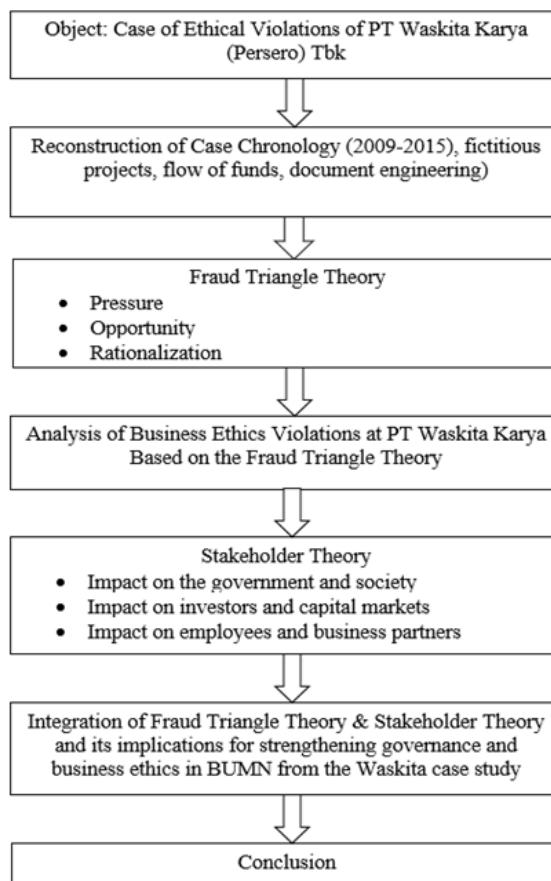 Object: Case of Ethical Violations of PT Waskita Karya
(Persero) Tbk
Reconstruction of Case Chronology (2009-2015), fictitious
projects, flow of funds, document engineering)
Fraud Triangle Theory
• Pressure
• Opportunity
• Rationalization
Analysis of Business Ethics Violations at PT Waskita Karya
Based on the Fraud Triangle Theory
Stakeholder Theory
• Impact on the government and society
• Impact on investors and capital markets
• Impact on employees and business partners
Integration of Fraud Triangle Theory & Stakeholder Theory
and its implications for strengthening governance and
business ethics in BUMN from the Waskita case study
Conclusion